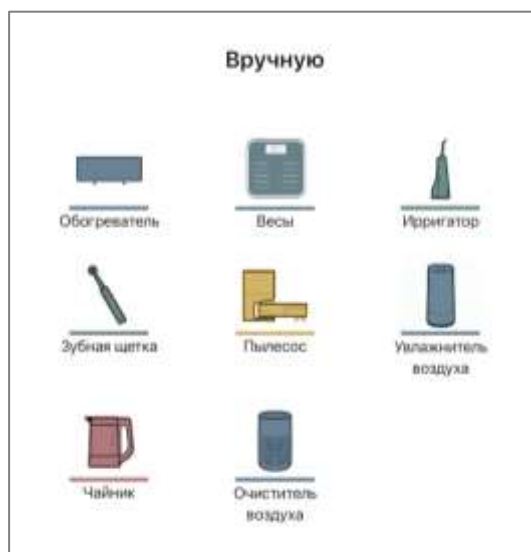 Вручную
Обогреватель
Весы
Ирригатор
Зубная щетка
Пылесос
Увлажнитель
воздуха
Чайник
Очиститель
воздуха